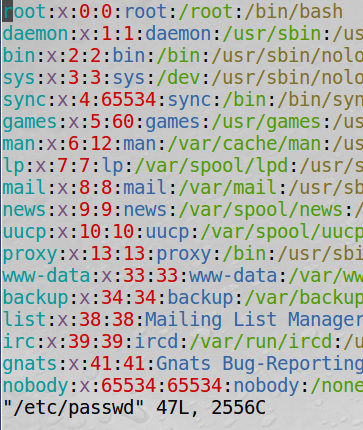 root:x:0:0:root:/root:/bin/bash
daemon:x:1:1:daemon:/usr/sbin:/us
bin:x:2:2:bin:/bin:/usr/sbin/nolo
sys:x:3:3:sys:/dev:/usr/sbin/nolo
sync:x:4:65534:sync:/bin:/bin/syn
games:x:5:60:games:/usr/games:/us
man:x:6:12:man:/var/cache/man:/us
lp:x:7:7:lp:/var/spool/lpd:/usr/s
mail:x:8:8:mail:/var/mail:/usr/sb
news:x:9:9:news:/var/spool/news:/
uucp:x:10:10:uucp:/var/spool/uucp
proxy:x:13:13:proxy:/bin:/usr/sbi
www-data:x:33:33:www-data:/var/ww
backup:x:34:34:backup:/var/backup
list:x:38:38:Mailing List Manager
irc:x:39:39:ircd:/var/run/ircd:/u
gnats:x:41:41:Gnats Bug-Reporting
nobody:x:65534:65534:nobody:/none
"/etc/passwd" 47L, 2556C